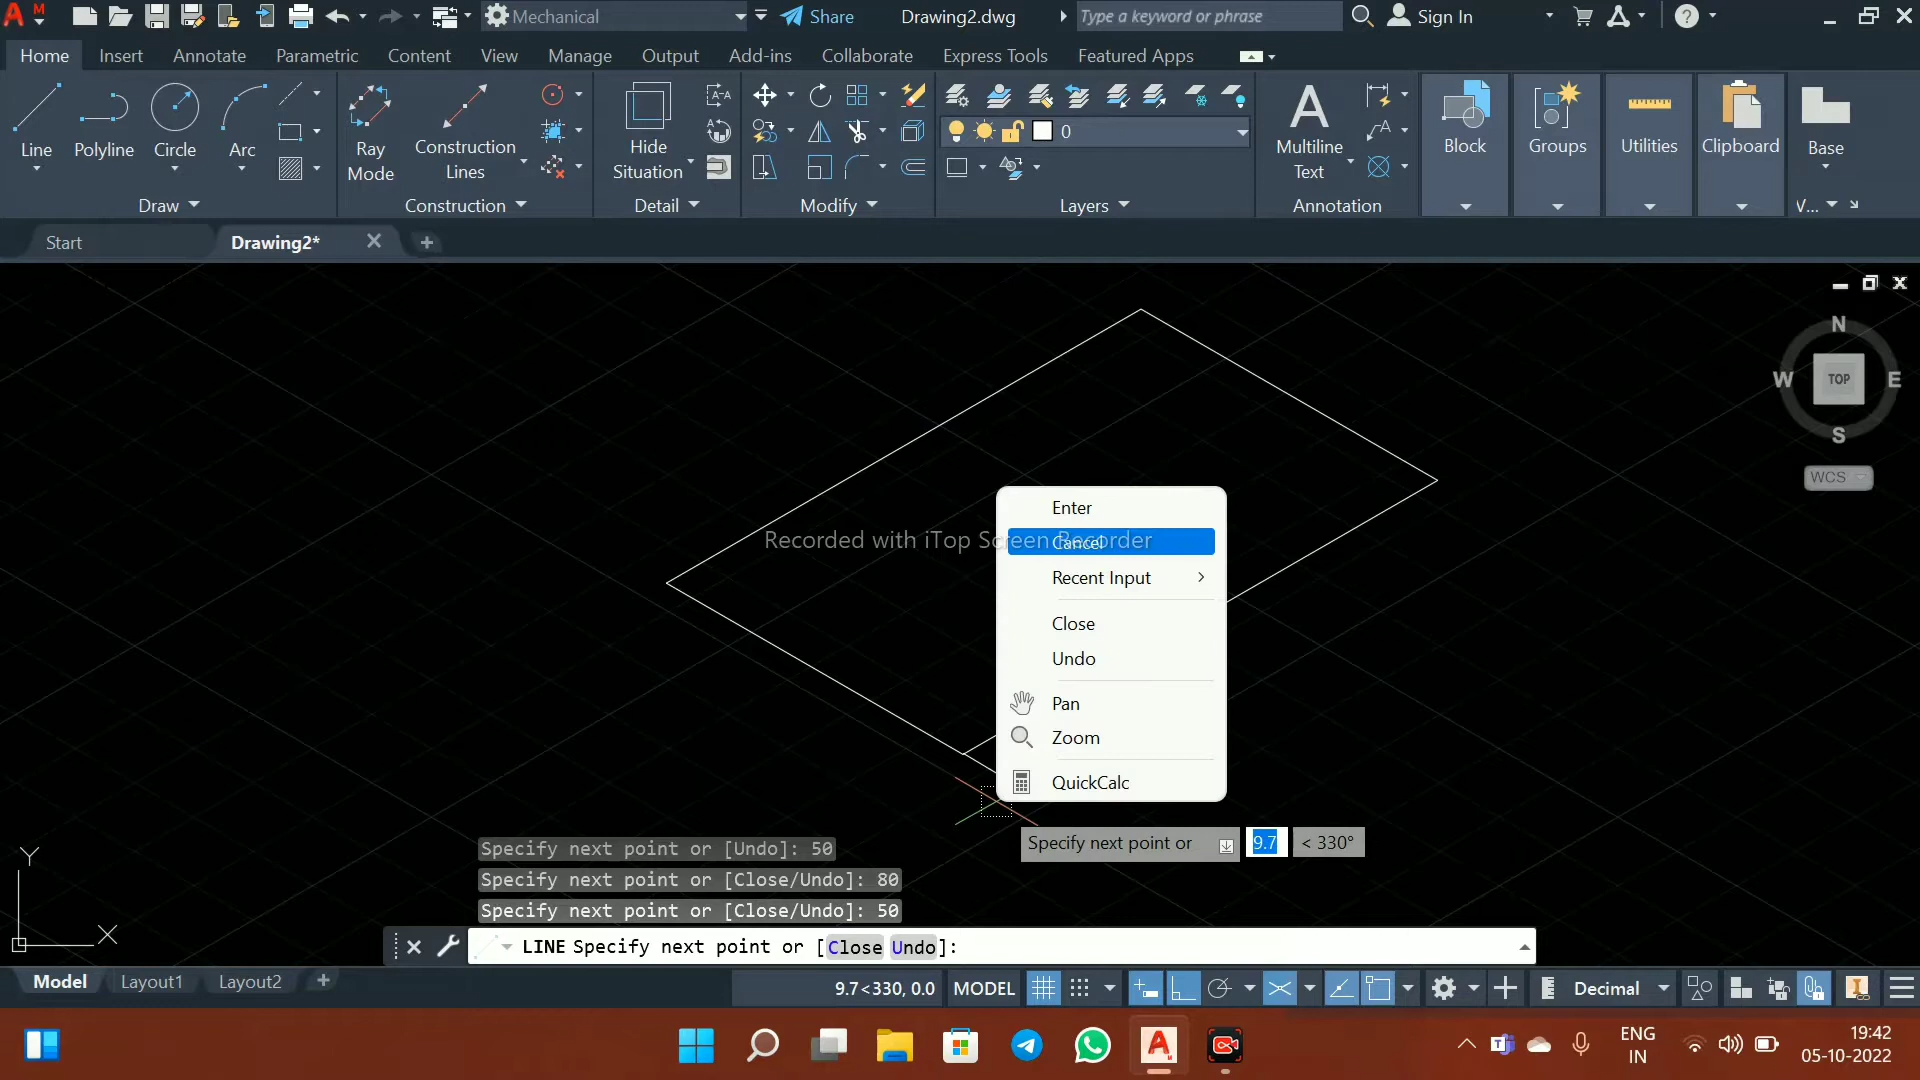 Mechanical
Share
Drawing2.dwg
Type a keyword or phrase
Sign In
Home
Insert
Annotate
Parametric
Content
View
Manage
Output
Add-ins
Collaborate
Express Tools
Featured Apps
Line
Polyline
Circle
Arc
Ray
Mode
Construction
Lines
Hide
Situation
0
Multiline
Text
Block
Groups
Utilities
Clipboard
Base
Draw
Construction
Detail
Modify
Layers
Annotation
V...
Start
Drawing2*
N
W
TOP
E
S
WCS
Enter
Cancel
Recorded with iTop Screen Recorder
Recent Input
Close
Undo
Pan
Zoom
QuickCalc
Specify next point or
9.7
< 330°
Specify next point or [Undo]: 50
Specify next point or [Close/Undo]: 80
Specify next point or [Close/Undo]: 50
Y
X
LINE Specify next point or [Close Undo]:
Model
Layout1
Layout2
9.7<330, 0.0
MODEL
Decimal
ENG
IN
19:42
05-10-2022